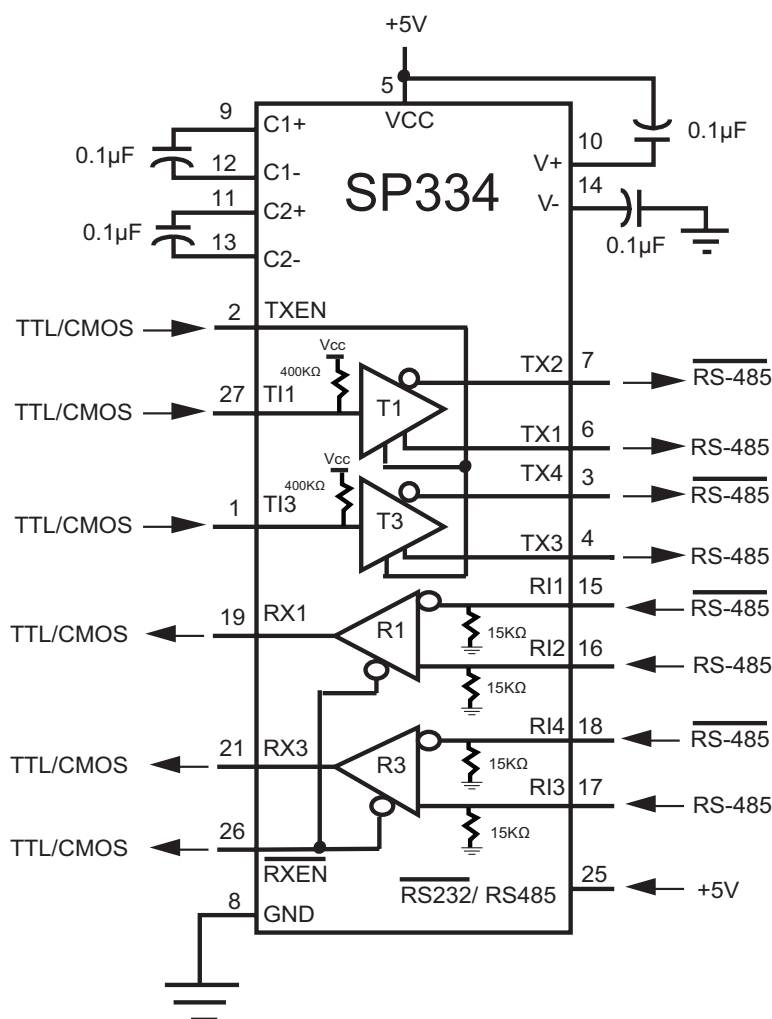 +5V
5
VCC
9
C1+
0.1µF
12
C1-
11
C2+
0.1µF
13
C2-
SP334
10
V+
0.1µF
14
V-
0.1µF
TTL/CMOS
2
TXEN
Vcc
400KΩ
TTL/CMOS
27
TI1
T1
TX2
7
RS-485
TX1
6
RS-485
Vcc
400KΩ
TTL/CMOS
1
TI3
T3
TX4
3
RS-485
TX3
4
RS-485
TTL/CMOS
19
RX1
R1
RI1
15
RS-485
15KΩ
RI2
16
RS-485
15KΩ
TTL/CMOS
21
RX3
R3
RI4
18
RS-485
15KΩ
RI3
17
RS-485
15KΩ
TTL/CMOS
26
RXEN
RS232/ RS485
25
+5V
8
GND